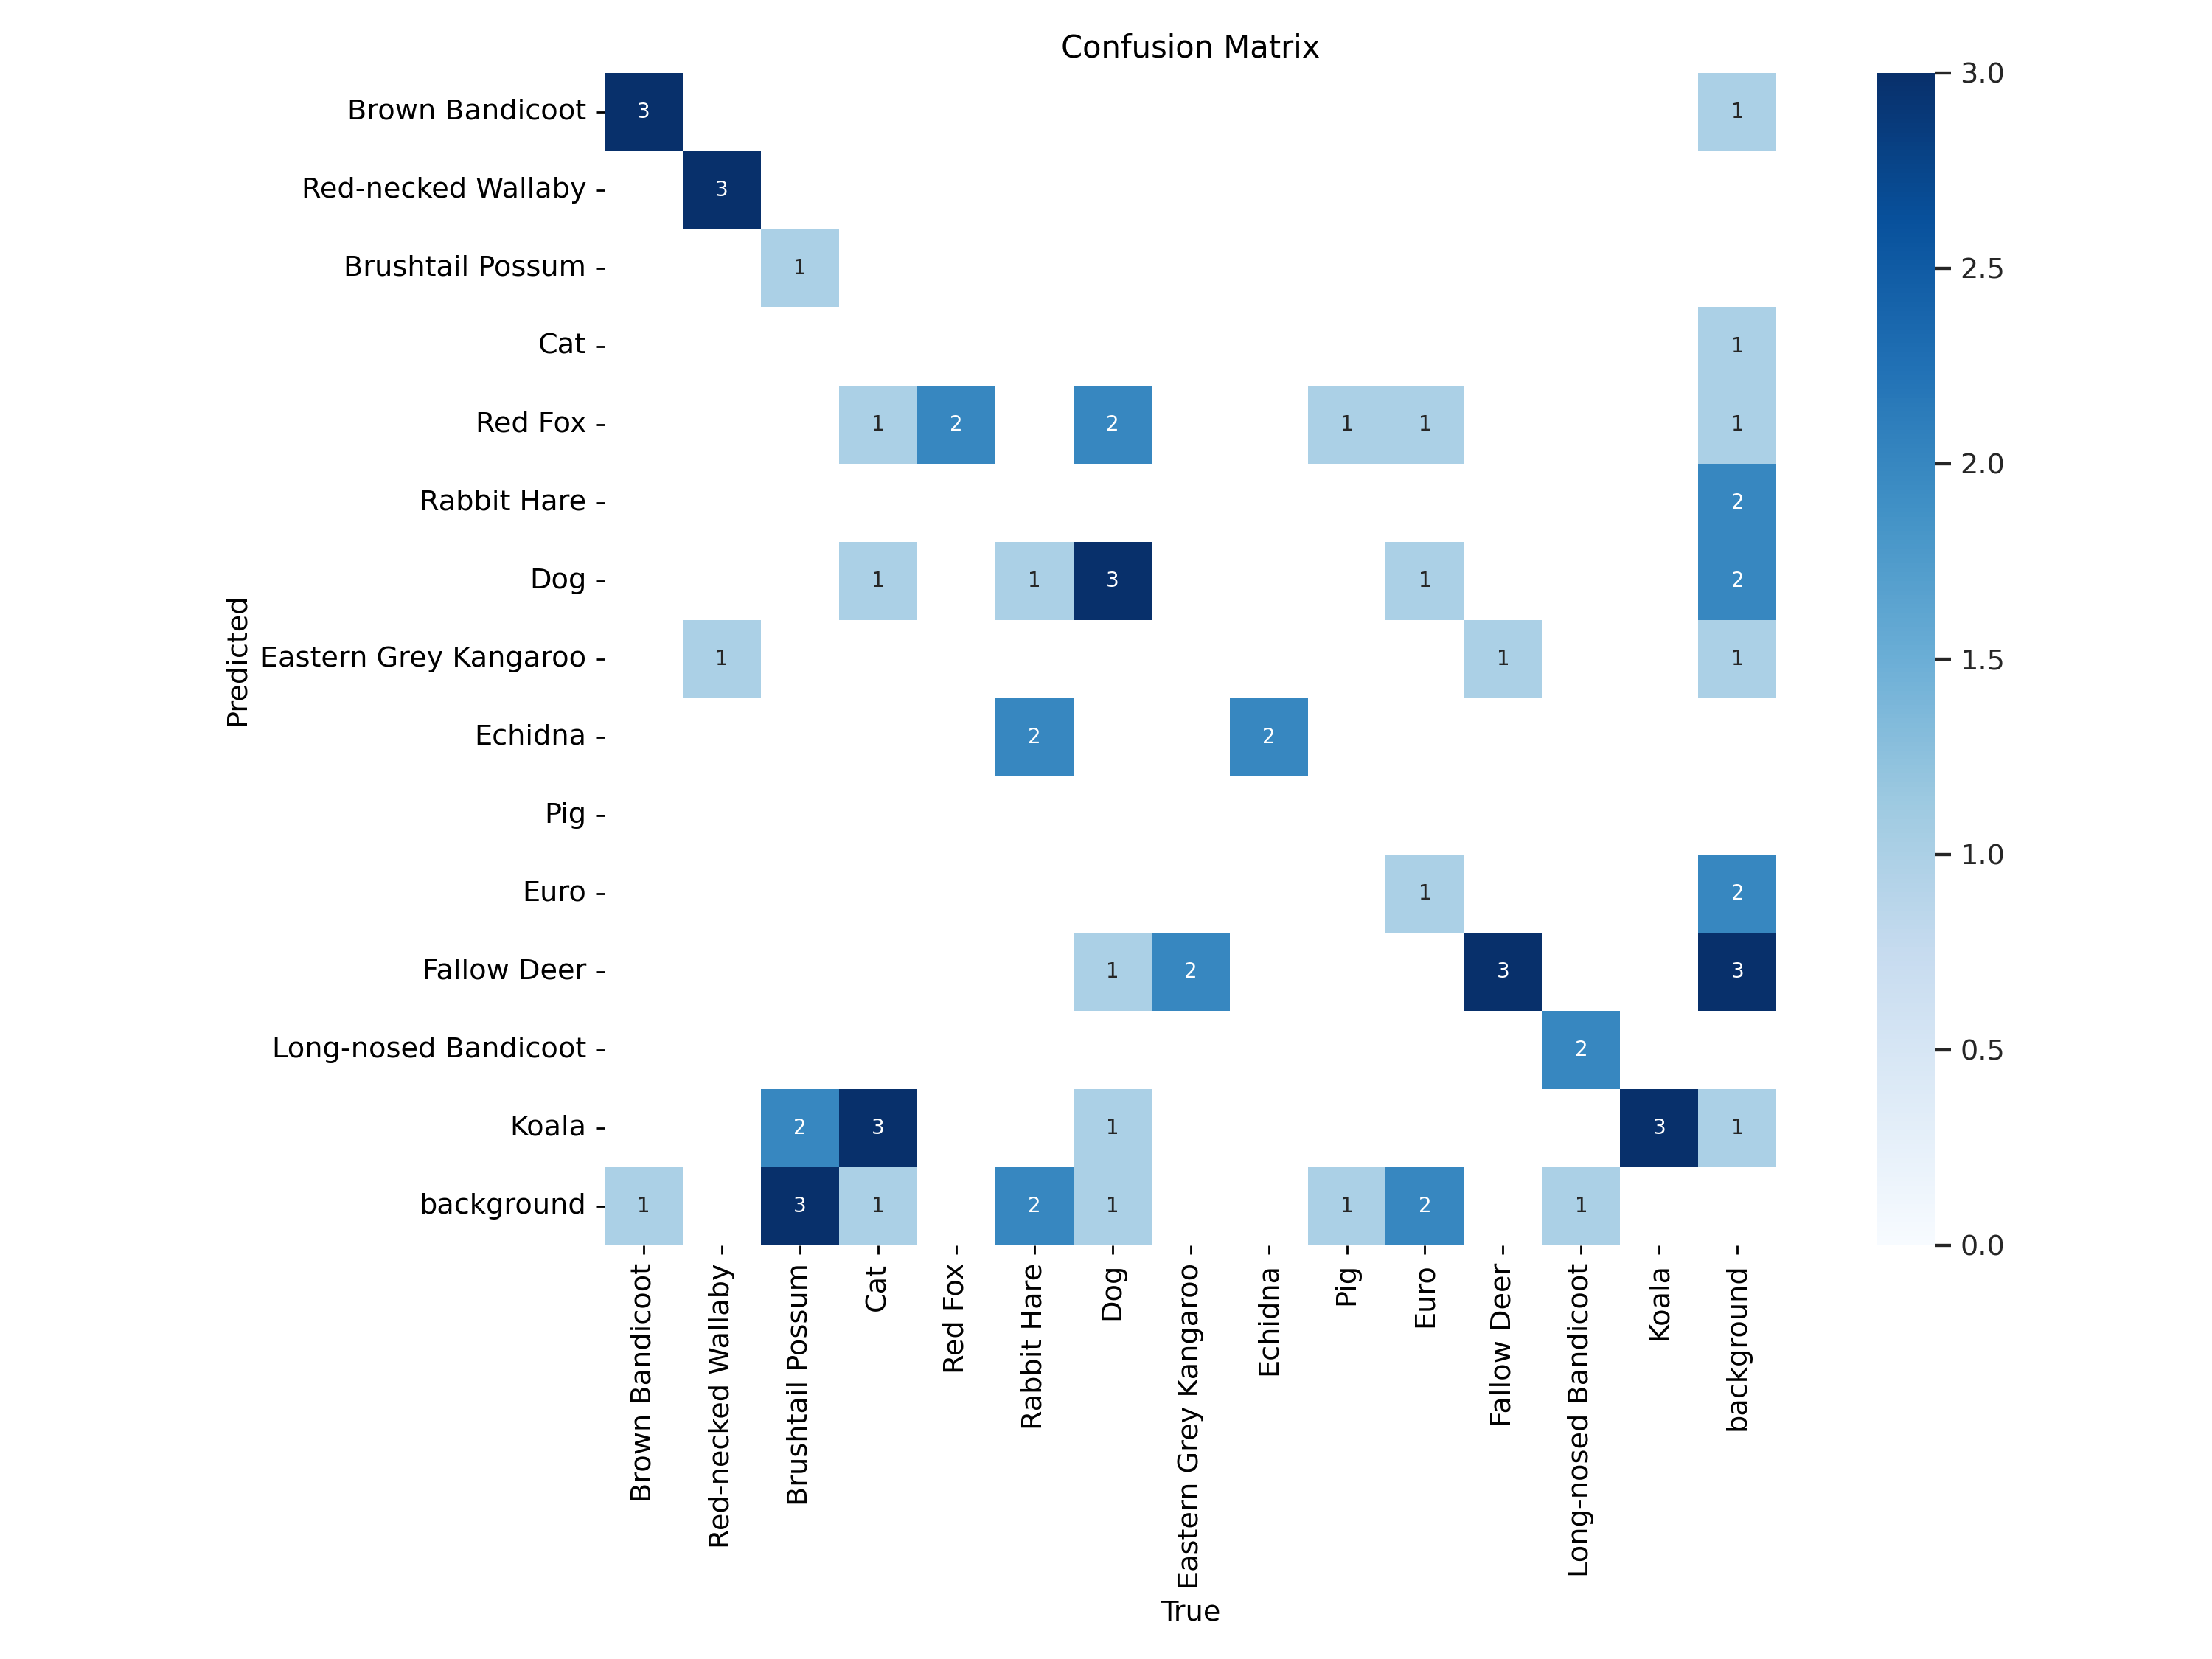 Confusion Matrix
Predicted
Brown Bandicoot 3 1
Red-necked Wallaby 3
Brushtail Possum 1
Cat 1
Red Fox 1 2 2 1 1 1
Rabbit Hare 2
Dog 1 1 3 1 2
Eastern Grey Kangaroo 1 1 1
Echidna 2 2
Pig
Euro 1 2
Fallow Deer 1 2 3 3
Long-nosed Bandicoot 2
Koala 2 3 1 3 1
background 1 3 1 2 1 1 2 1
Brown Bandicoot
Red-necked Wallaby
Brushtail Possum
Cat
Red Fox
Rabbit Hare
Dog
Eastern Grey Kangaroo
Echidna
Pig
Euro
Fallow Deer
Long-nosed Bandicoot
Koala
background
True
3.0
2.5
2.0
1.5
1.0
0.5
0.0